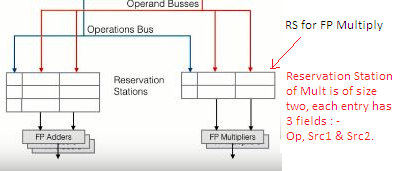 Operand Busses
Operations Bus
RS for FP Multiply
Reservation
Stations
Reservation Station
of Mult is of size
two, each entry has
3 fields : -
Op, Src1 & Src2.
FP Adders
FP Multipliers